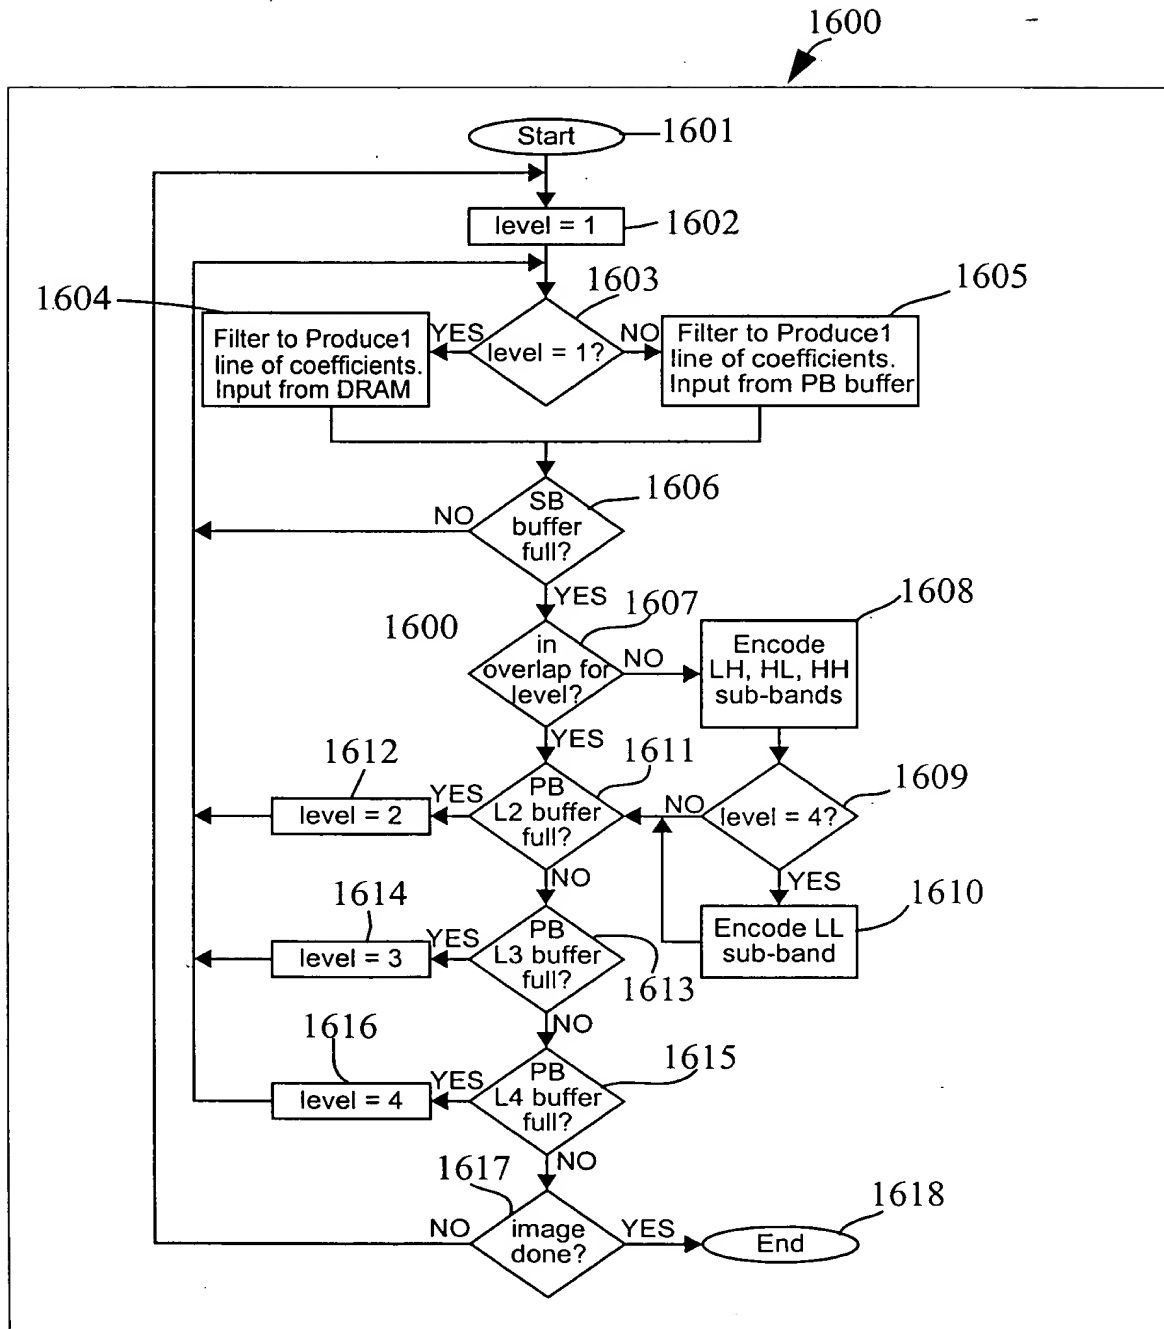 1600
Start
1601
level = 1
1602
1603
1604
1605
YES
level = 1?
NO
Filter to Produce1
line of coefficients.
Input from DRAM
Filter to Produce1
line of coefficients.
Input from PB buffer
1606
SB
buffer
full?
NO
YES
1600
1607
1608
in
overlap for
level?
NO
Encode
LH, HL, HH
sub-bands
YES
1612
1611
1609
level = 2
YES
PB
L2 buffer
full?
NO
level = 4?
YES
NO
1614
1610
level = 3
YES
PB
L3 buffer
full?
1613
Encode LL
sub-band
NO
1616
1615
level = 4
YES
PB
L4 buffer
full?
NO
1617
1618
NO
image
done?
YES
End